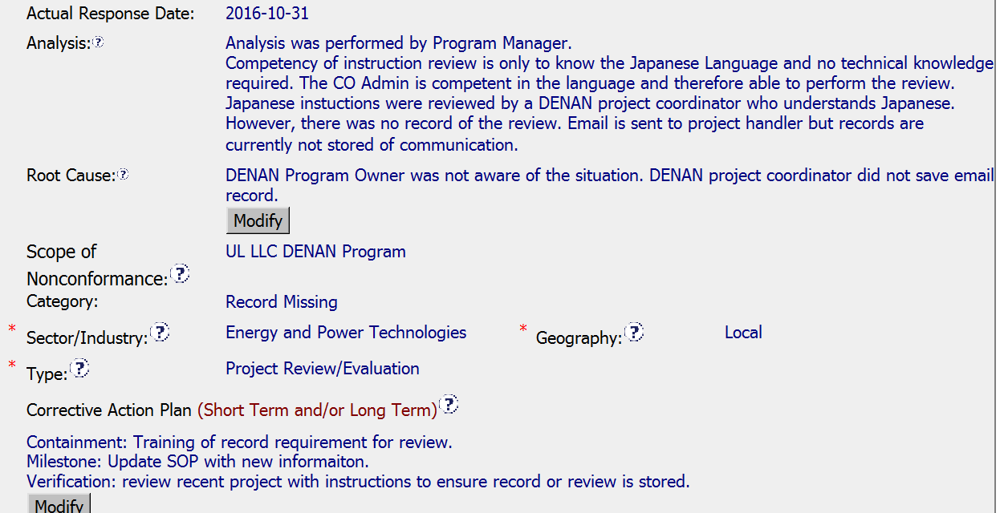 Actual Response Date: 2016-10-31
Analysis:? Analysis was performed by Program Manager.
Competency of instruction review is only to know the Japanese Language and no technical knowledge
required. The CO Admin is competent in the language and therefore able to perform the review.
Japanese instuctions were reviewed by a DENAN project coordinator who understands Japanese.
However, there was no record of the review. Email is sent to project handler but records are
currently not stored of communication.
Root Cause:? DENAN Program Owner was not aware of the situation. DENAN project coordinator did not save email
record.
Modify
Scope of UL LLC DENAN Program
Nonconformance:?
Category: Record Missing
* Sector/Industry:? Energy and Power Technologies * Geography:? Local
* Type:? Project Review/Evaluation
Corrective Action Plan (Short Term and/or Long Term)?
Containment: Training of record requirement for review.
Milestone: Update SOP with new informaiton.
Verification: review recent project with instructions to ensure record or review is stored.
Modify